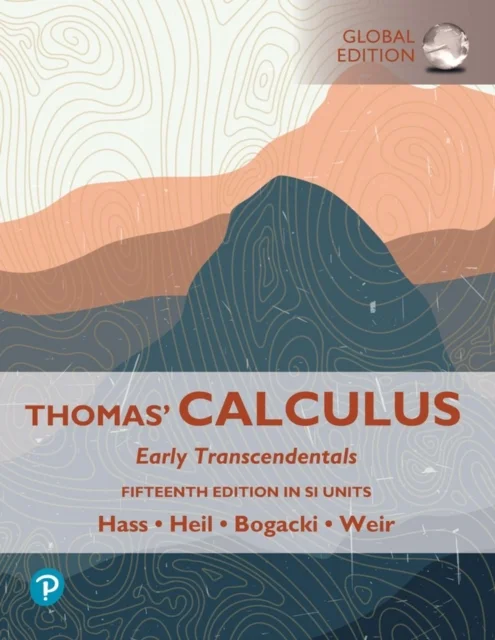 GLOBAL
EDITION
THOMAS’ CALCULUS
Early Transcendentals
FIFTEENTH EDITION IN SI UNITS
Hass • Heil • Bogacki • Weir
P